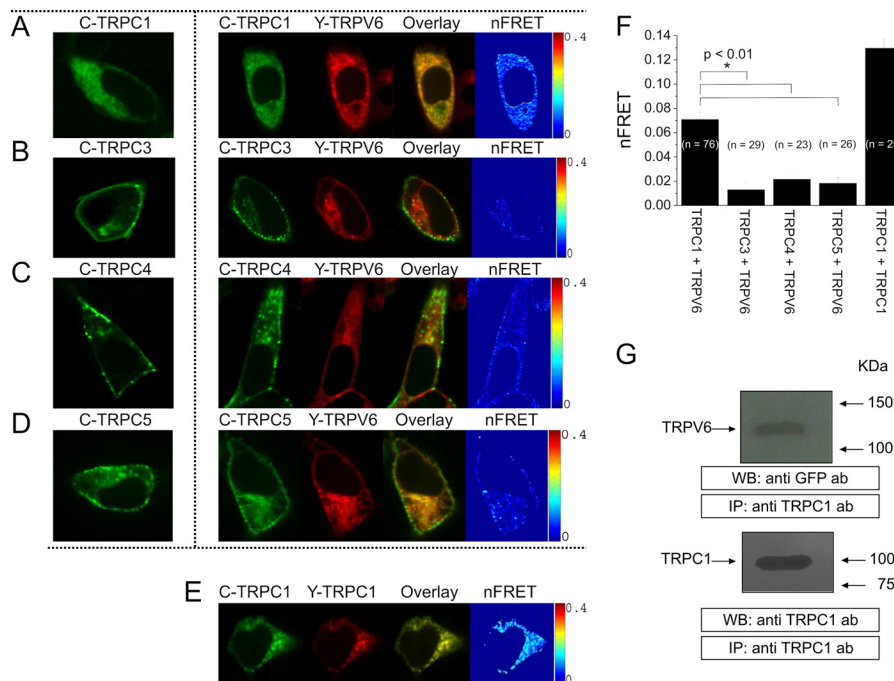 A
C-TRPC1
C-TRPC1 Y-TRPV6 Overlay nFRET
0.4
0
B
C-TRPC3
C-TRPC3 Y-TRPV6 Overlay nFRET
0.4
0
C
C-TRPC4
C-TRPC4 Y-TRPV6 Overlay nFRET
0.4
0
D
C-TRPC5
C-TRPC5 Y-TRPV6 Overlay nFRET
0.4
0
E
C-TRPC1 Y-TRPC1 Overlay nFRET
0.4
0
F
nFRET
0.14
0.12
0.10
0.08
0.06
0.04
0.02
0.00
p < 0.01
*
(n = 76) (n = 29) (n = 23) (n = 26) (n = 2
TRPC1 + TRPV6
TRPC3 + TRPV6
TRPC4 + TRPV6
TRPC5 + TRPV6
TRPC1 + TRPC1
G
KDa
150
TRPV6
100
WB: anti GFP ab
IP: anti TRPC1 ab
TRPC1
100
75
WB: anti TRPC1 ab
IP: anti TRPC1 ab